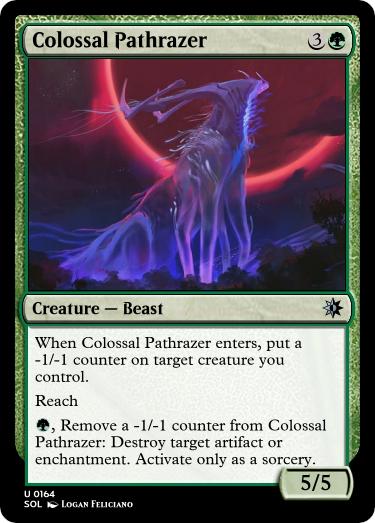 Colossal Pathrazer 3
Creature — Beast
When Colossal Pathrazer enters, put a
-1/-1 counter on target creature you
control.
Reach
, Remove a -1/-1 counter from Colossal
Pathrazer: Destroy target artifact or
enchantment. Activate only as a sorcery.
5/5
U 0164
SOL Logan Feliciano